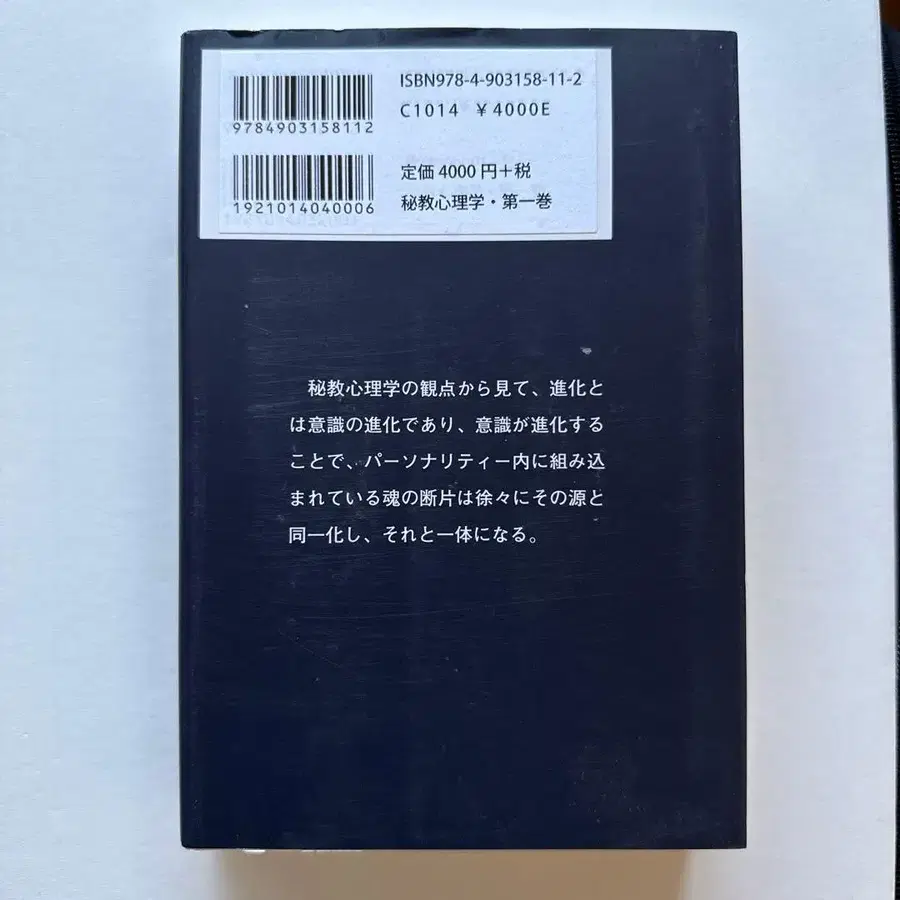 ISBN978-4-903158-11-2
C1014 ￥4000E
9784903158112
定価 4000 円＋税
1921014040006
秘教心理学・第一巻
秘教心理学の観点から見て、進化と
は意識の進化であり、意識が進化する
ことで、パーソナリティー内に組み込
まれている魂の断片は徐々にその源と
同一化し、それと一体になる。